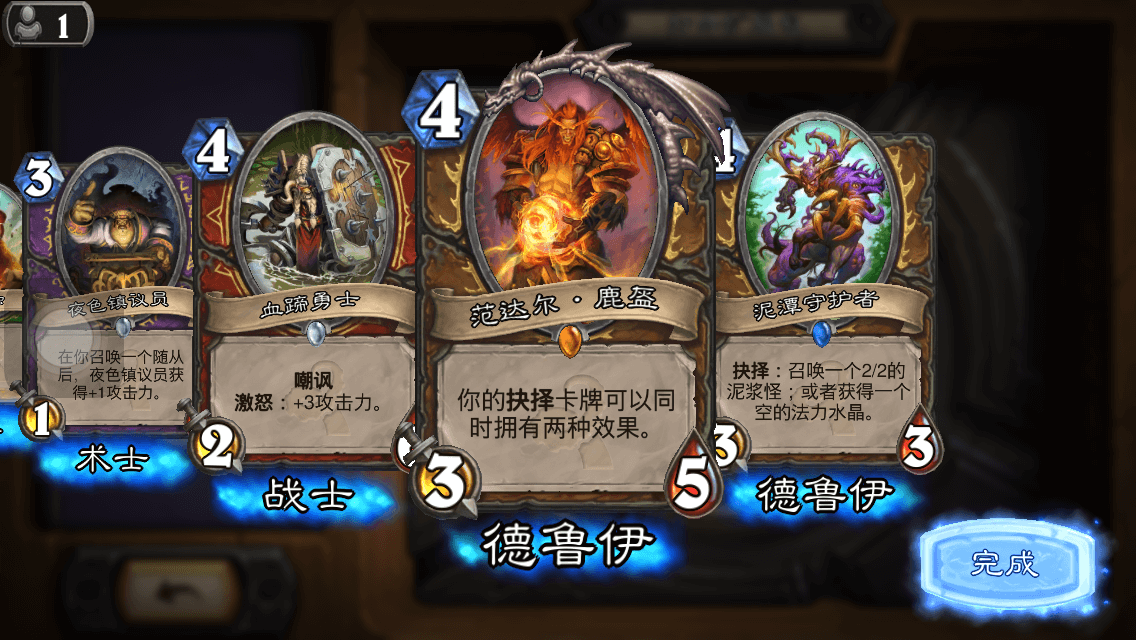 1
3
夜色镇议员
在你召唤一个随从
后，夜色镇议员获
得+1攻击力。
1
术士
4
血蹄勇士
嘲讽
激怒：+3攻击力。
2
战士
4
范达尔·鹿盔
你的抉择卡牌可以同
时拥有两种效果。
3
5
德鲁伊
泥潭守护者
抉择：召唤一个2/2的
泥浆怪；或者获得一个
空的法力水晶。
3
3
德鲁伊
完成